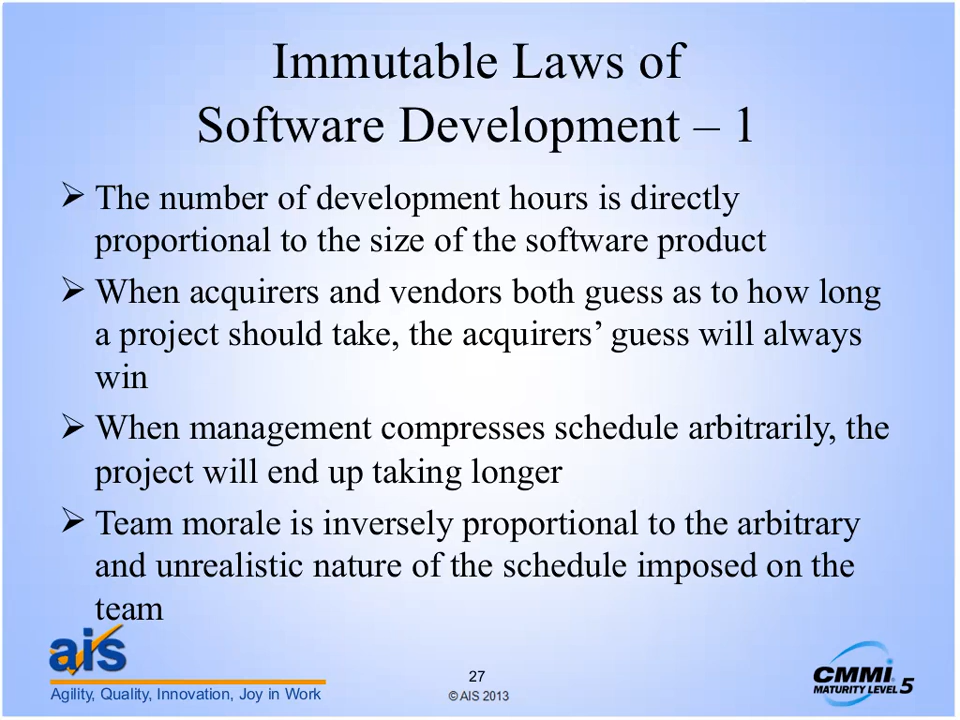 Immutable Laws of
Software Development – 1
➢ The number of development hours is directly
proportional to the size of the software product
➢ When acquirers and vendors both guess as to how long
a project should take, the acquirers’ guess will always
win
➢ When management compresses schedule arbitrarily, the
project will end up taking longer
➢ Team morale is inversely proportional to the arbitrary
and unrealistic nature of the schedule imposed on the
team
ais
Agility, Quality, Innovation, Joy in Work
27
© AIS 2013
CMMI
MATURITY LEVEL 5